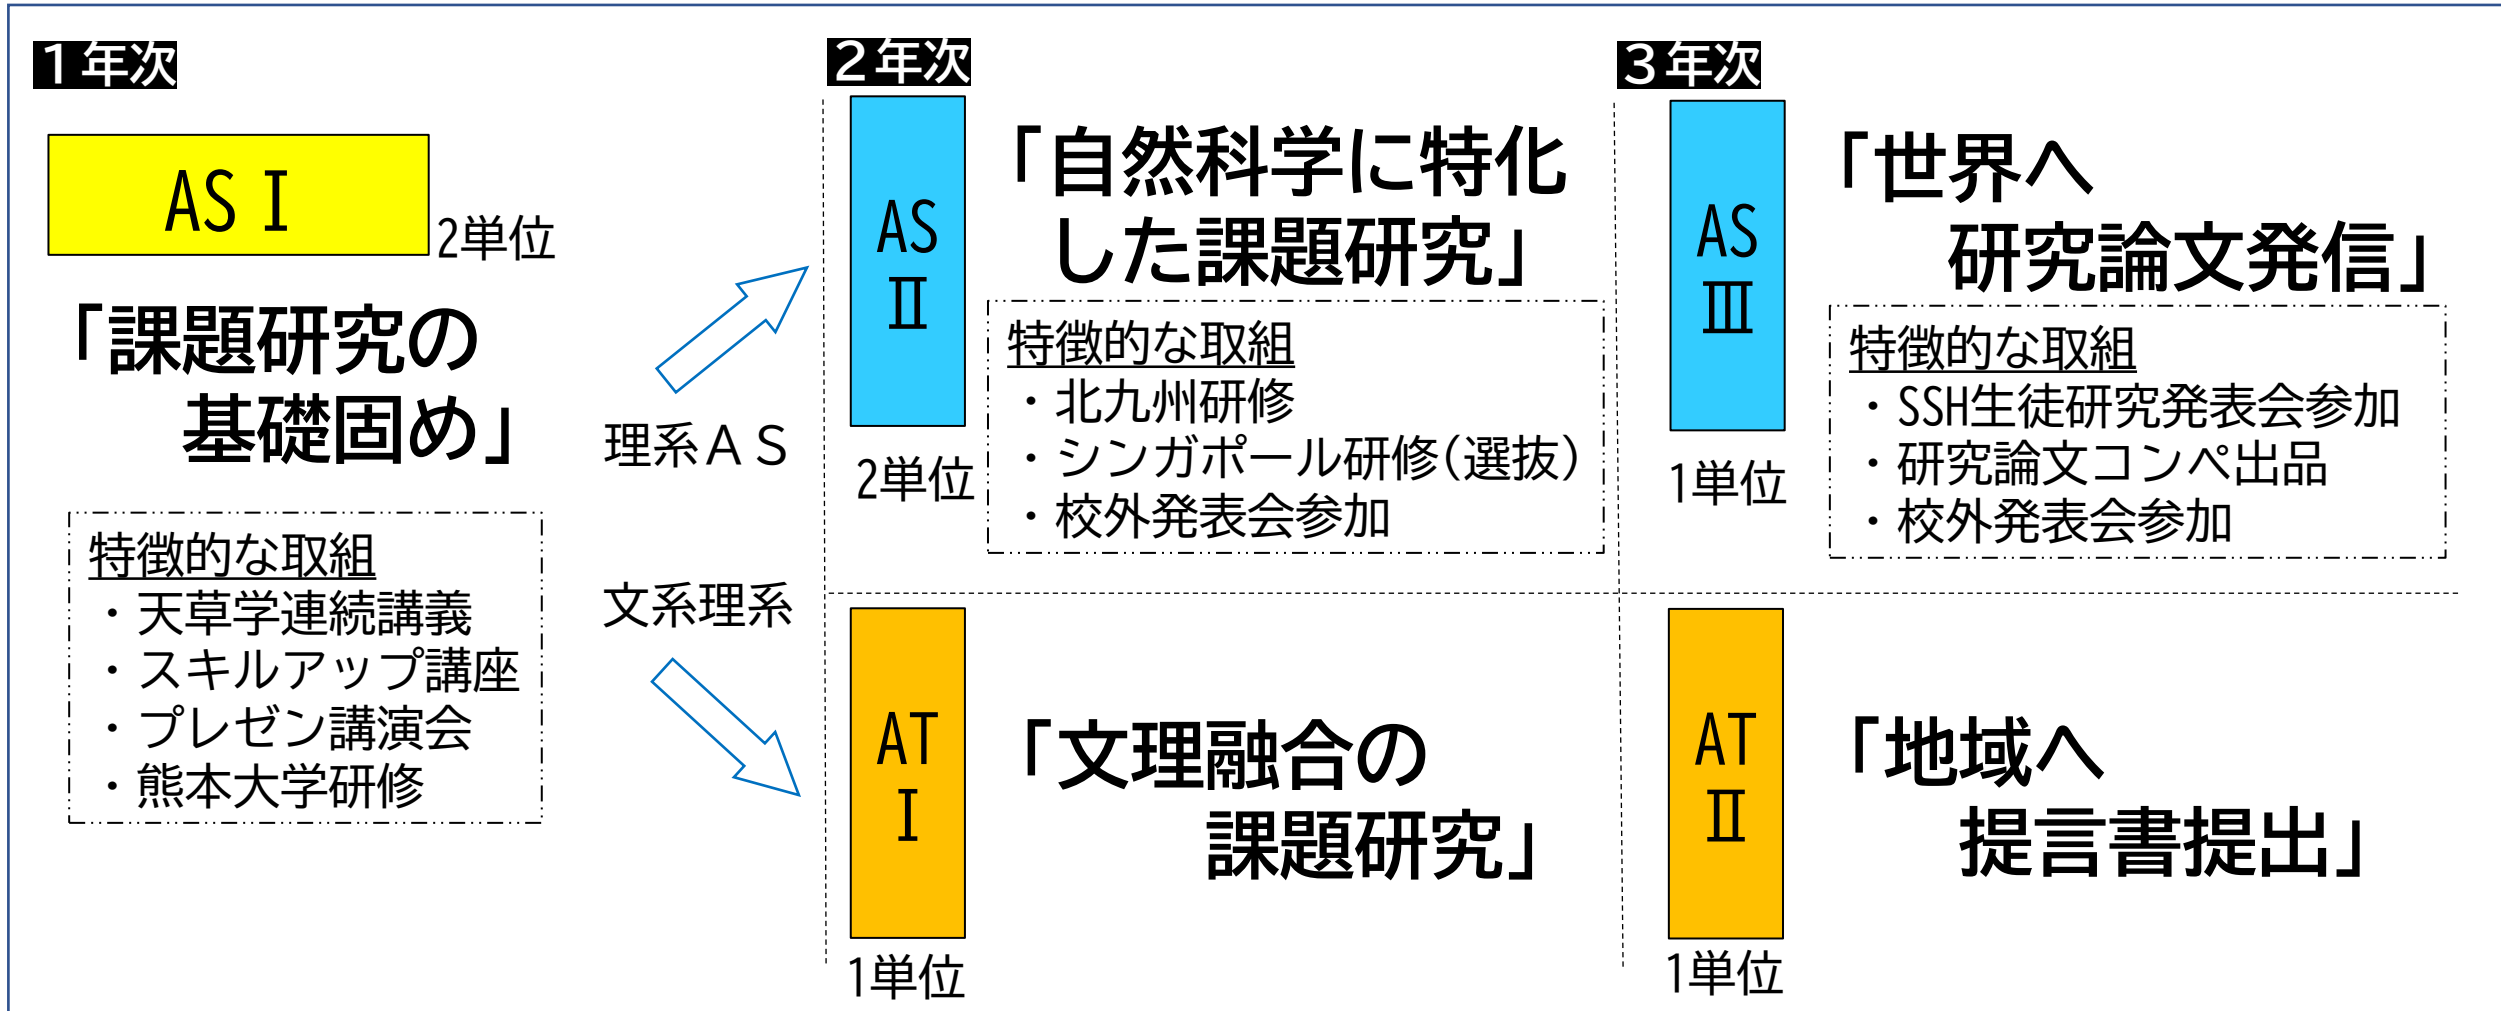 1年次
ASⅠ
2単位
「課題研究の
基礎固め」
特徴的な取組
・天草学連続講義
・スキルアップ講座
・プレゼン講演会
・熊本大学研修
理系AS
文系理系
2年次
AS
Ⅱ
2単位
「自然科学に特化
した課題研究」
特徴的な取組
・北九州研修
・シンガポール研修(選抜)
・校外発表会参加
AT
Ⅰ
1単位
「文理融合の
課題研究」
3年次
AS
Ⅲ
1単位
「世界へ
研究論文発信」
特徴的な取組
・SSH生徒研究発表会参加
・研究論文コンペ出品
・校外発表会参加
AT
Ⅱ
1単位
「地域へ
提言書提出」